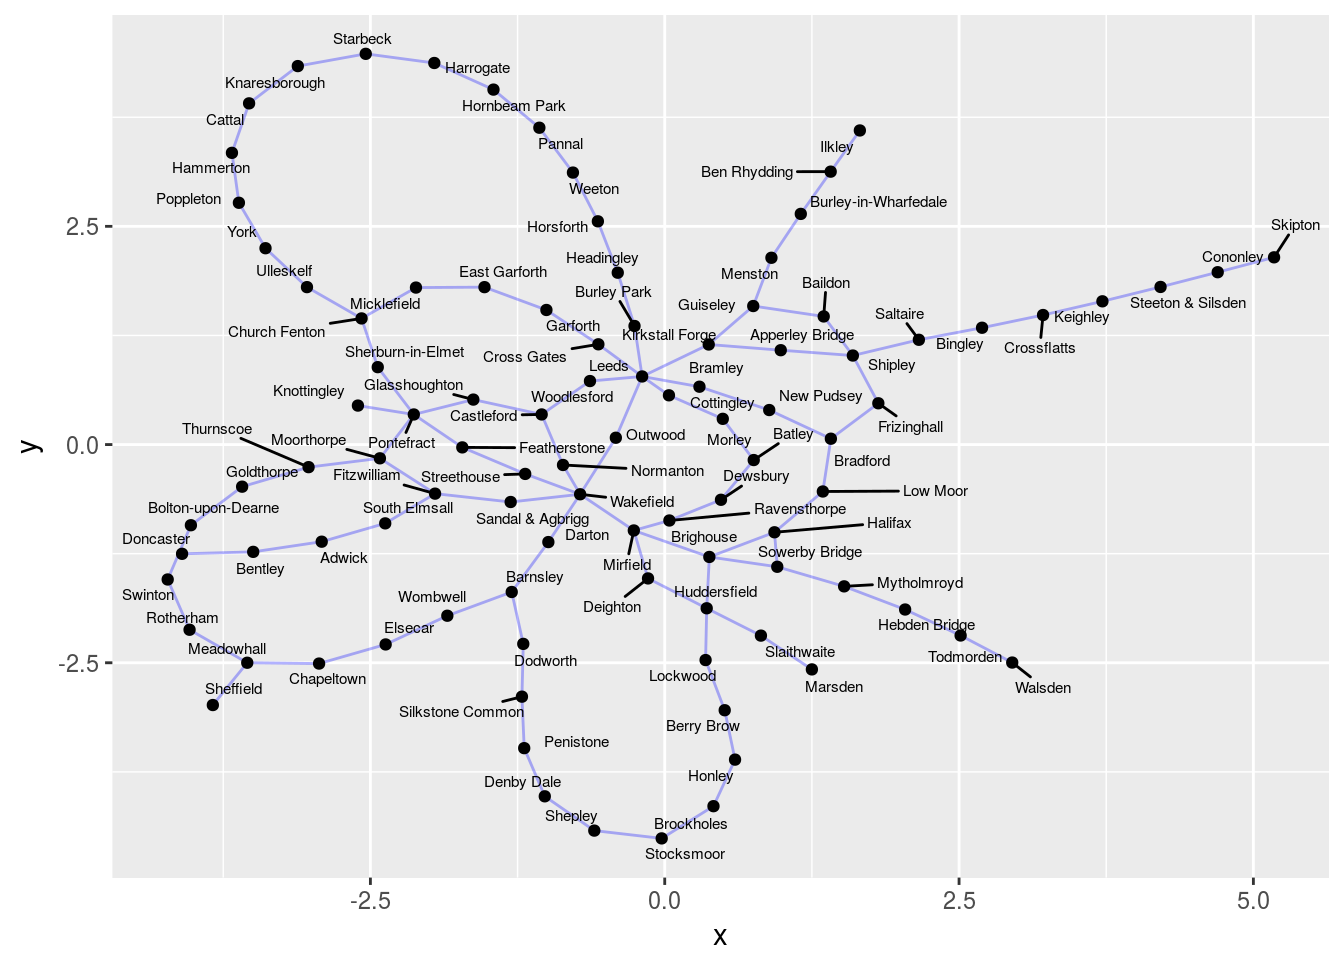 Starbeck
Harrogate
Knaresborough
Hornbeam Park
Cattal
Pannal
Ilkley
Hammerton
Ben Rhydding
Weeton
Poppleton
Burley-in-Wharfedale
Skipton
2.5
York
Horsforth
Headingley
Cononley
Ulleskelf
East Garforth
Menston
Baildon
Burley Park
Micklefield
Guiseley
Steeton & Silsden
Saltaire
Keighley
Church Fenton
Garforth
Kirkstall Forge
Apperley Bridge
Bingley
Crossflatts
Sherburn-in-Elmet
Cross Gates
Leeds
Bramley
Shipley
Knottingley
Glasshoughton
Woodlesford
New Pudsey
Cottingley
Castleford
Thurnscoe
Moorthorpe
Pontefract
Featherstone
Outwood
Morley
Batley
Frizinghall
0.0
y
Goldthorpe
Fitzwilliam
Streethouse
Normanton
Dewsbury
Bradford
Low Moor
Bolton-upon-Dearne
South Elmsall
Wakefield
Ravensthorpe
Sandal & Agbrigg
Halifax
Doncaster
Darton
Brighouse
Sowerby Bridge
Adwick
Bentley
Mirfield
Barnsley
Mytholmroyd
Swinton
Wombwell
Deighton
Huddersfield
Rotherham
Elsecar
Hebden Bridge
Meadowhall
Slaithwaite
Todmorden
-2.5
Dodworth
Lockwood
Chapeltown
Sheffield
Marsden
Walsden
Silkstone Common
Berry Brow
Penistone
Honley
Denby Dale
Shepley
Brockholes
Stocksmoor
-2.5
0.0
2.5
5.0
x